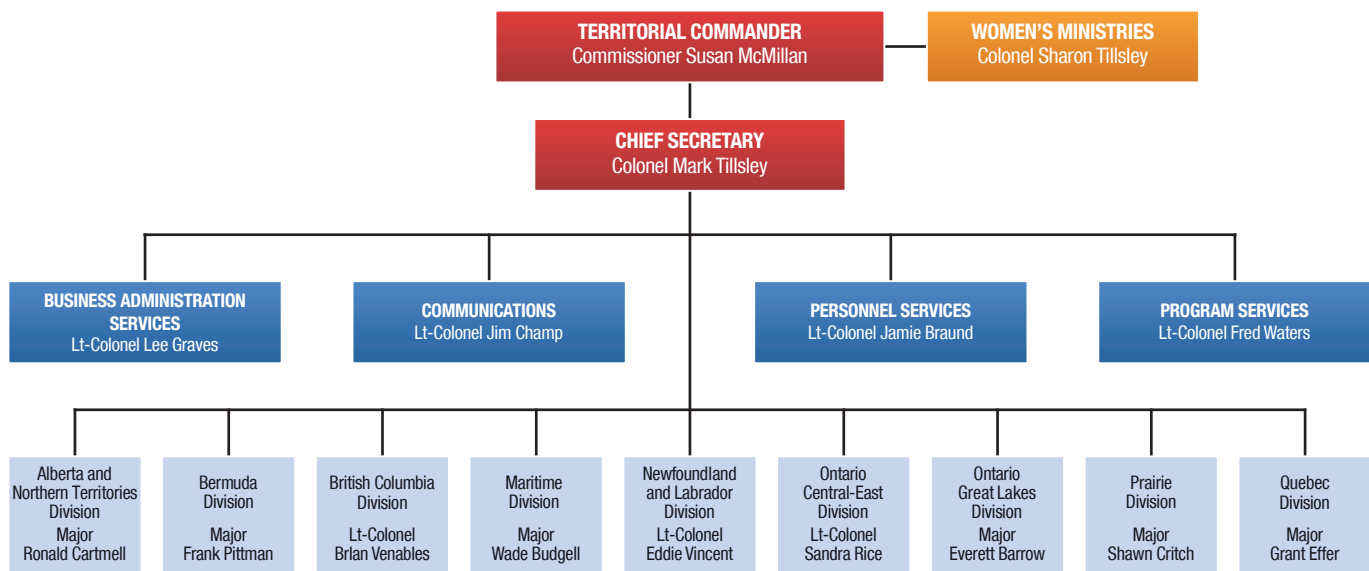 TERRITORIAL COMMANDER
Commissioner Susan McMillan
WOMEN'S MINISTRIES
Colonel Sharon Tillsley
CHIEF SECRETARY
Colonel Mark Tillsley
BUSINESS ADMINISTRATION
SERVICES
Lt-Colonel Lee Graves
COMMUNICATIONS
Lt-Colonel Jim Champ
PERSONNEL SERVICES
Lt-Colonel Jamie Braund
PROGRAM SERVICES
Lt-Colonel Fred Waters
Alberta and
Northern Territories
Division
Major
Ronald Cartmell
Bermuda
Division
Major
Frank Pittman
British Columbia
Division
Lt-Colonel
BrIan Venables
Maritime
Division
Major
Wade Budgell
Newfoundland
and Labrador
Division
Lt-Colonel
Eddie Vincent
Ontario
Central-East
Division
Lt-Colonel
Sandra Rice
Ontario
Great Lakes
Division
Major
Everett Barrow
Prairie
Division
Major
Shawn Critch
Quebec
Division
Major
Grant Effer